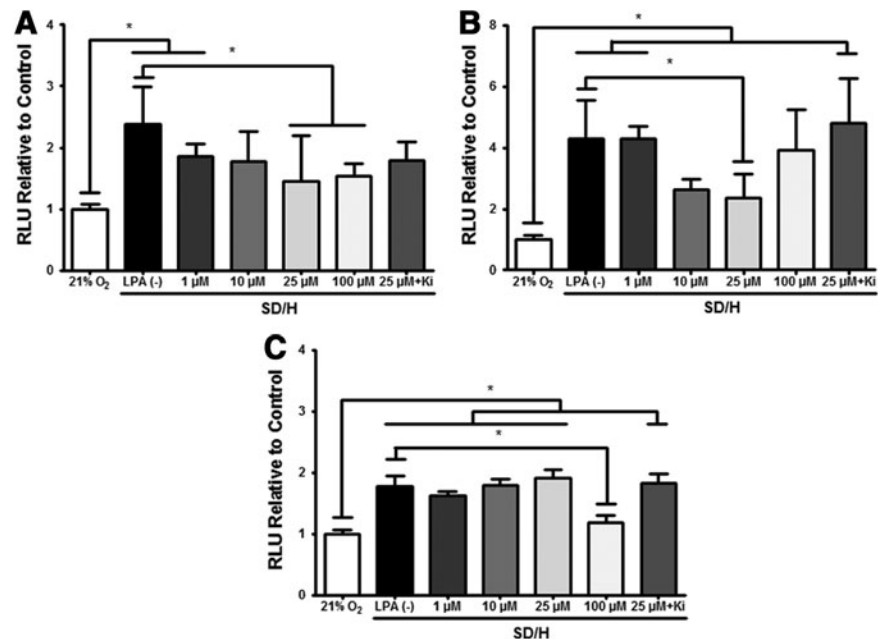 A
RLU Relative to Control
4
3
2
1
0
*
*
21% O2
LPA (-)
1 µM
10 µM
25 µM
100 µM
25 µM+Ki
SD/H
B
RLU Relative to Control
8
6
4
2
0
*
*
21% O2
LPA (-)
1 µM
10 µM
25 µM
100 µM
25 µM+Ki
SD/H
C
RLU Relative to Control
4
3
2
1
0
*
*
21% O2
LPA (-)
1 µM
10 µM
25 µM
100 µM
25 µM+Ki
SD/H